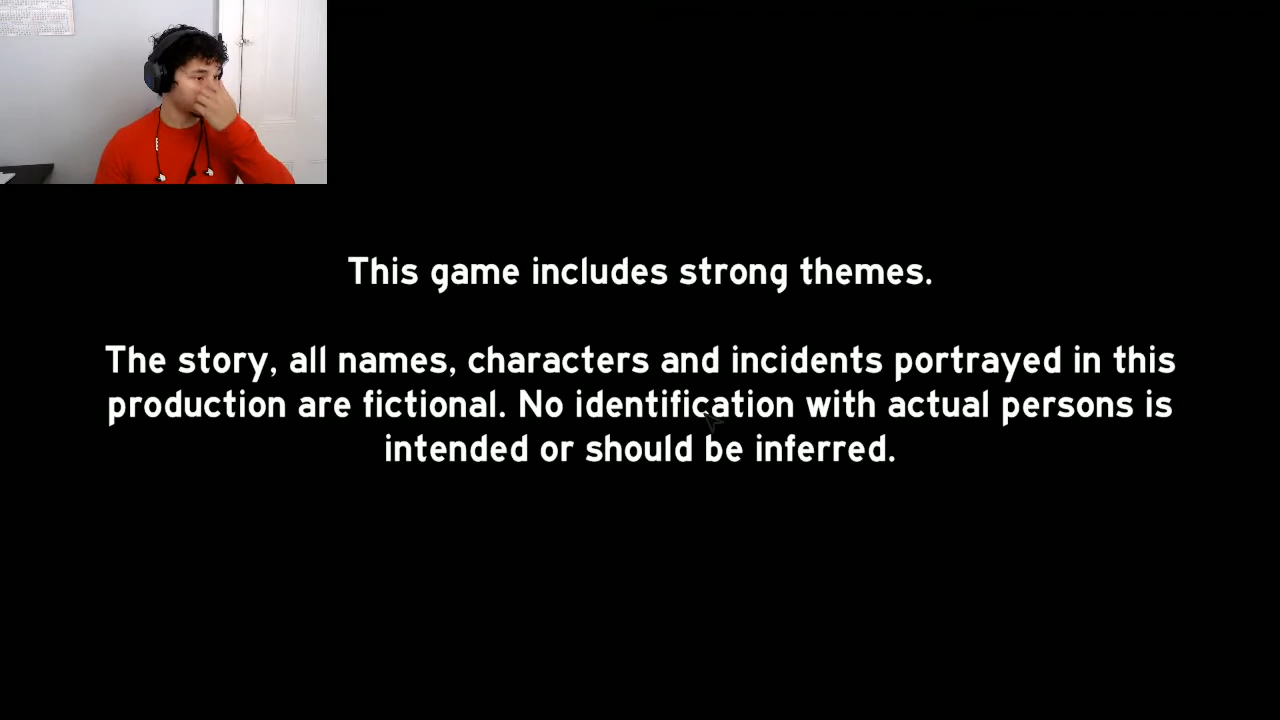 This game includes strong themes.
The story, all names, characters and incidents portrayed in this
production are fictional. No identification with actual persons is
intended or should be inferred.